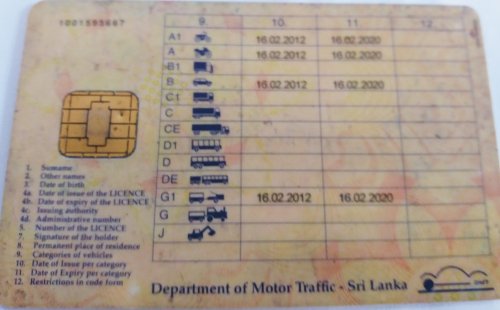 1001593667
9. 10. 11. 12.
A1 16.02.2012 16.02.2020
A 16.02.2012 16.02.2020
B1
B 16.02.2012 16.02.2020
C1
C
CE
D1
D
DE
G1 16.02.2012 16.02.2020
G
J
1. Surname
2. Other names
3. Date of birth
4a. Date of issue of the LICENCE
4b. Date of expiry of the LICENCE
4c. Issuing authority
4d. Administrative number
5. Number of the LICENCE
7. Signature of the holder
8. Permanent place of residence
9. Categories of vehicles
10. Date of Issue per category
11. Date of Expiry per category
12. Restrictions in code form
Department of Motor Traffic - Sri Lanka